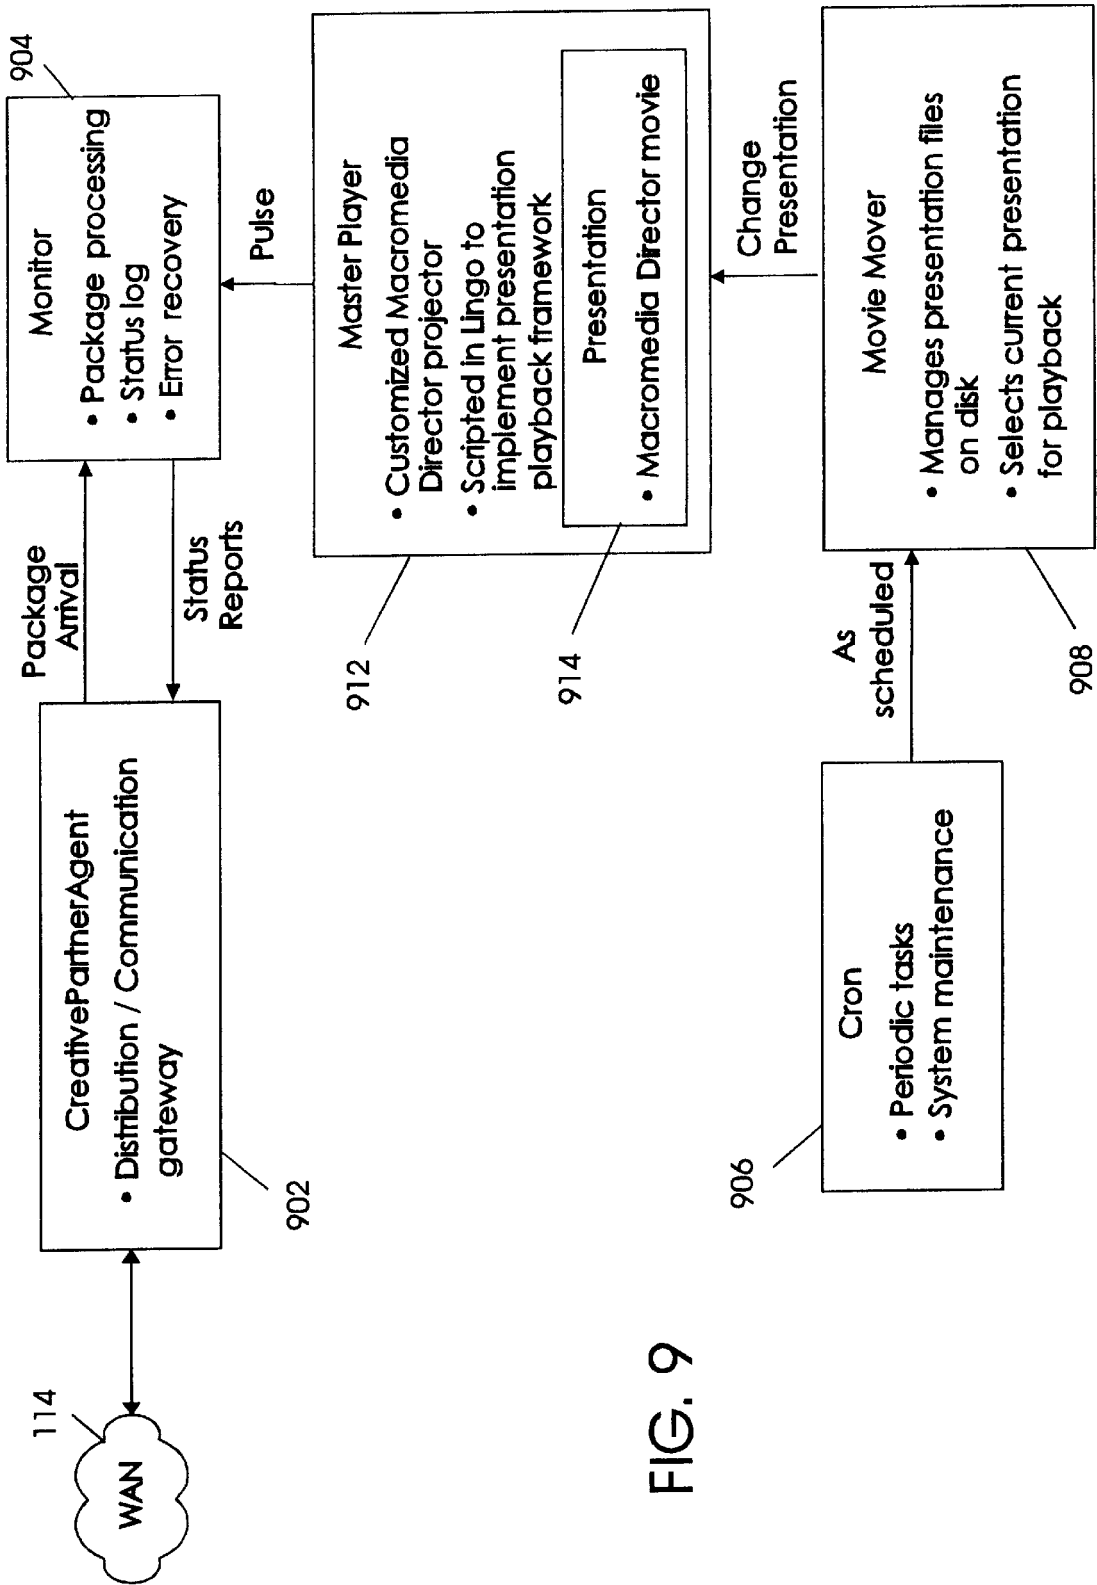 114
WAN
CreativePartnerAgent
• Distribution / Communication
gateway
902
Package
Arrival
Status
Reports
Monitor
• Package processing
• Status log
• Error recovery
904
Pulse
Master Player
• Customized Macromedia
Director projector
• Scripted in Lingo to
implement presentation
playback framework
912
Presentation
• Macromedia Director movie
914
Change
Presentation
Cron
• Periodic tasks
• System maintenance
906
As
scheduled
Movie Mover
• Manages presentation files
on disk
• Selects current presentation
for playback
908
FIG. 9